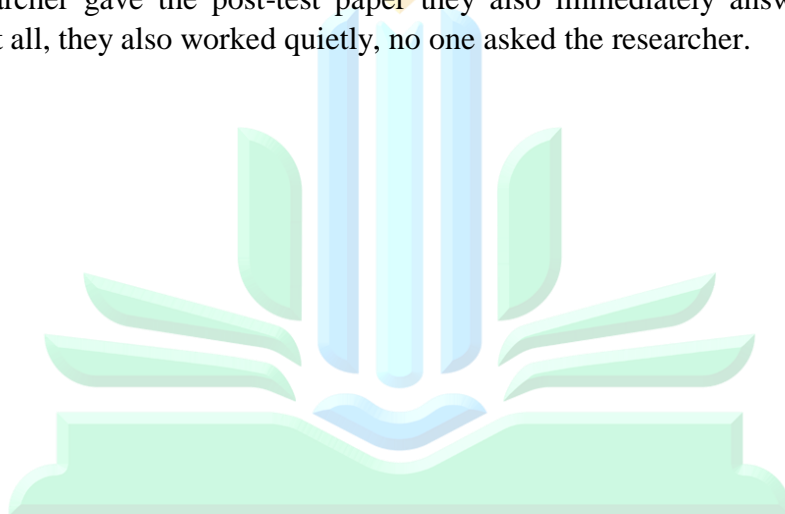 gave the post-test paper they also immediately
all, they also worked quietly, no one asked the researcher.